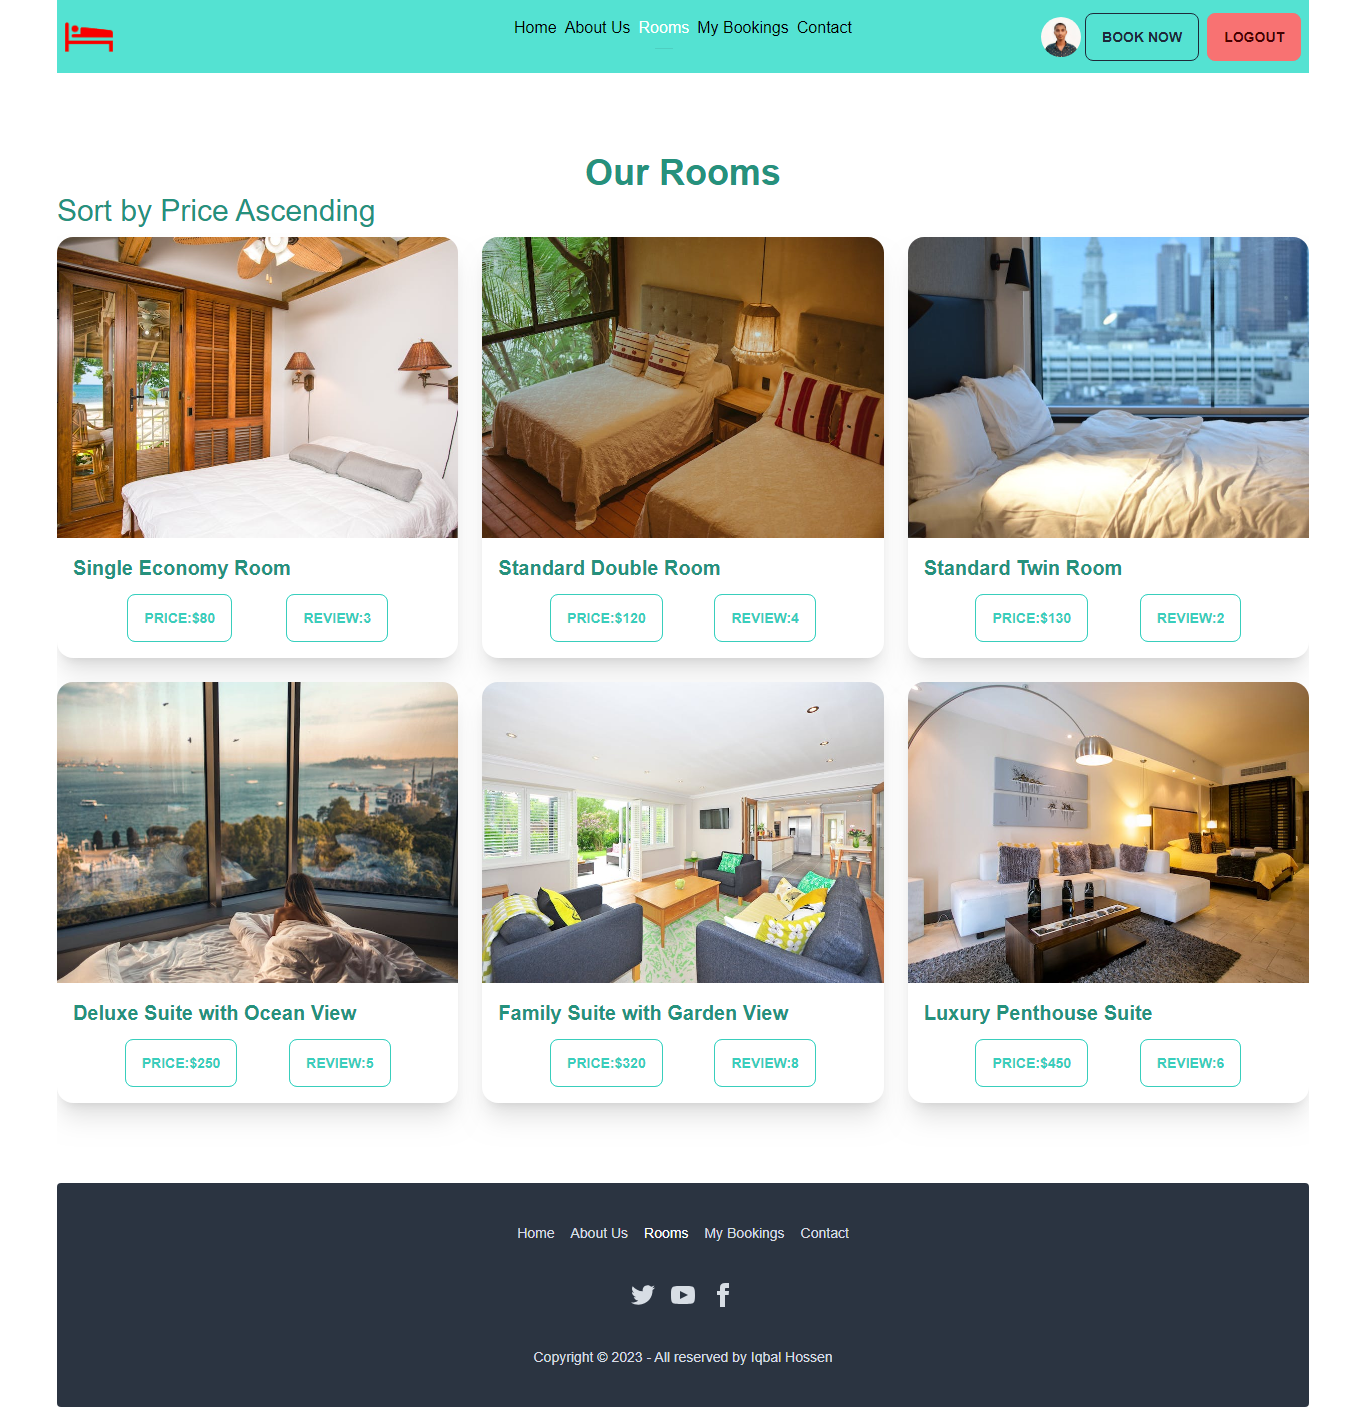 Home About Us Rooms My Bookings Contact
BOOK NOW LOGOUT
Our Rooms
Sort by Price Ascending
Single Economy Room
PRICE:$80 REVIEW:3
Standard Double Room
PRICE:$120 REVIEW:4
Standard Twin Room
PRICE:$130 REVIEW:2
Deluxe Suite with Ocean View
PRICE:$250 REVIEW:5
Family Suite with Garden View
PRICE:$320 REVIEW:8
Luxury Penthouse Suite
PRICE:$450 REVIEW:6
Home About Us Rooms My Bookings Contact
Copyright © 2023 - All reserved by Iqbal Hossen